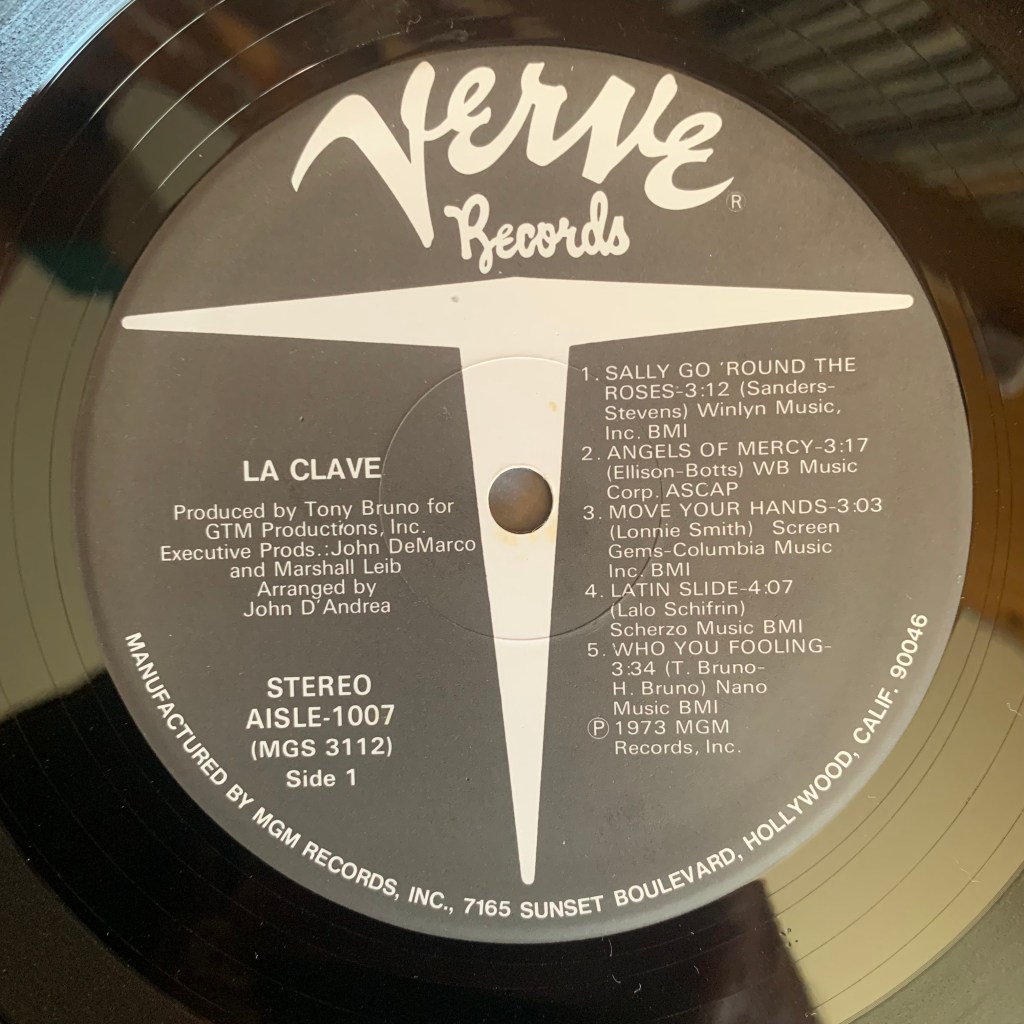 Verve
Records ®
LA CLAVE
Produced by Tony Bruno for
GTM Productions, Inc.
Executive Prods.:John DeMarco
and Marshall Leib
Arranged by
John D'Andrea
STEREO
AISLE-1007
(MGS 3112)
Side 1
1. SALLY GO 'ROUND THE
ROSES-3:12 (Sanders-
Stevens) Winlyn Music,
Inc. BMI
2. ANGELS OF MERCY-3:17
(Ellison-Botts) WB Music
Corp. ASCAP
3. MOVE YOUR HANDS-3:03
(Lonnie Smith) Screen
Gems-Columbia Music
Inc. BMI
4. LATIN SLIDE-4:07
(Lalo Schifrin)
Scherzo Music BMI
5. WHO YOU FOOLING-
3:34 (T. Bruno-
H. Bruno) Nano
Music BMI
Ⓟ 1973 MGM
Records, Inc.
MANUFACTURED BY MGM RECORDS, INC., 7165 SUNSET BOULEVARD, HOLLYWOOD, CALIF. 90046